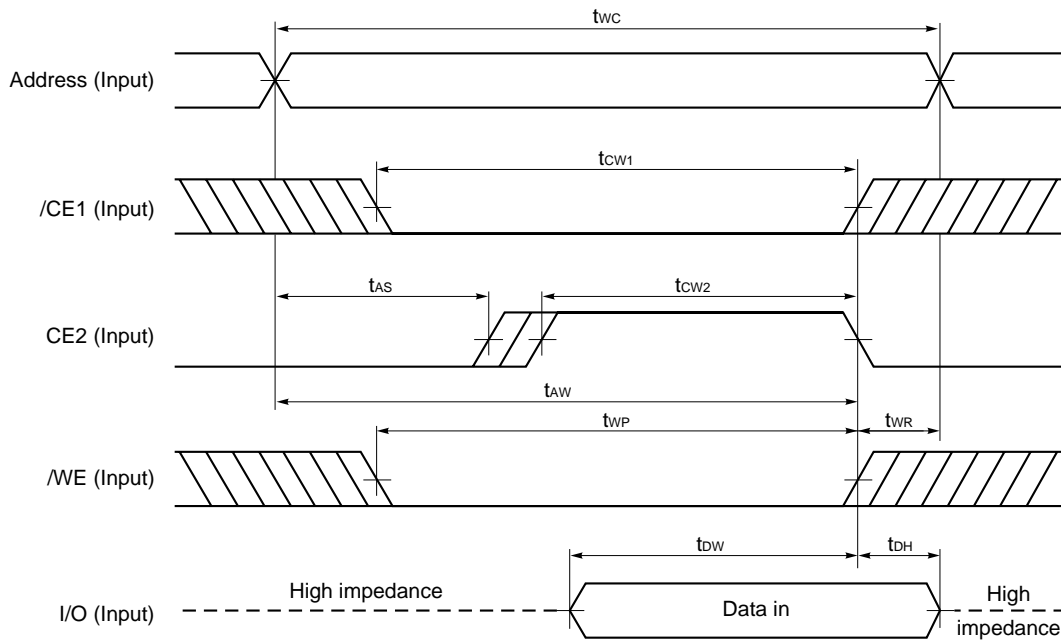 tWC
Address (Input)
tCW1
/CE1 (Input)
tAS
tCW2
CE2 (Input)
tAW
tWP
tWR
/WE (Input)
tDW
tDH
I/O (Input)
High impedance
Data in
High
impedance